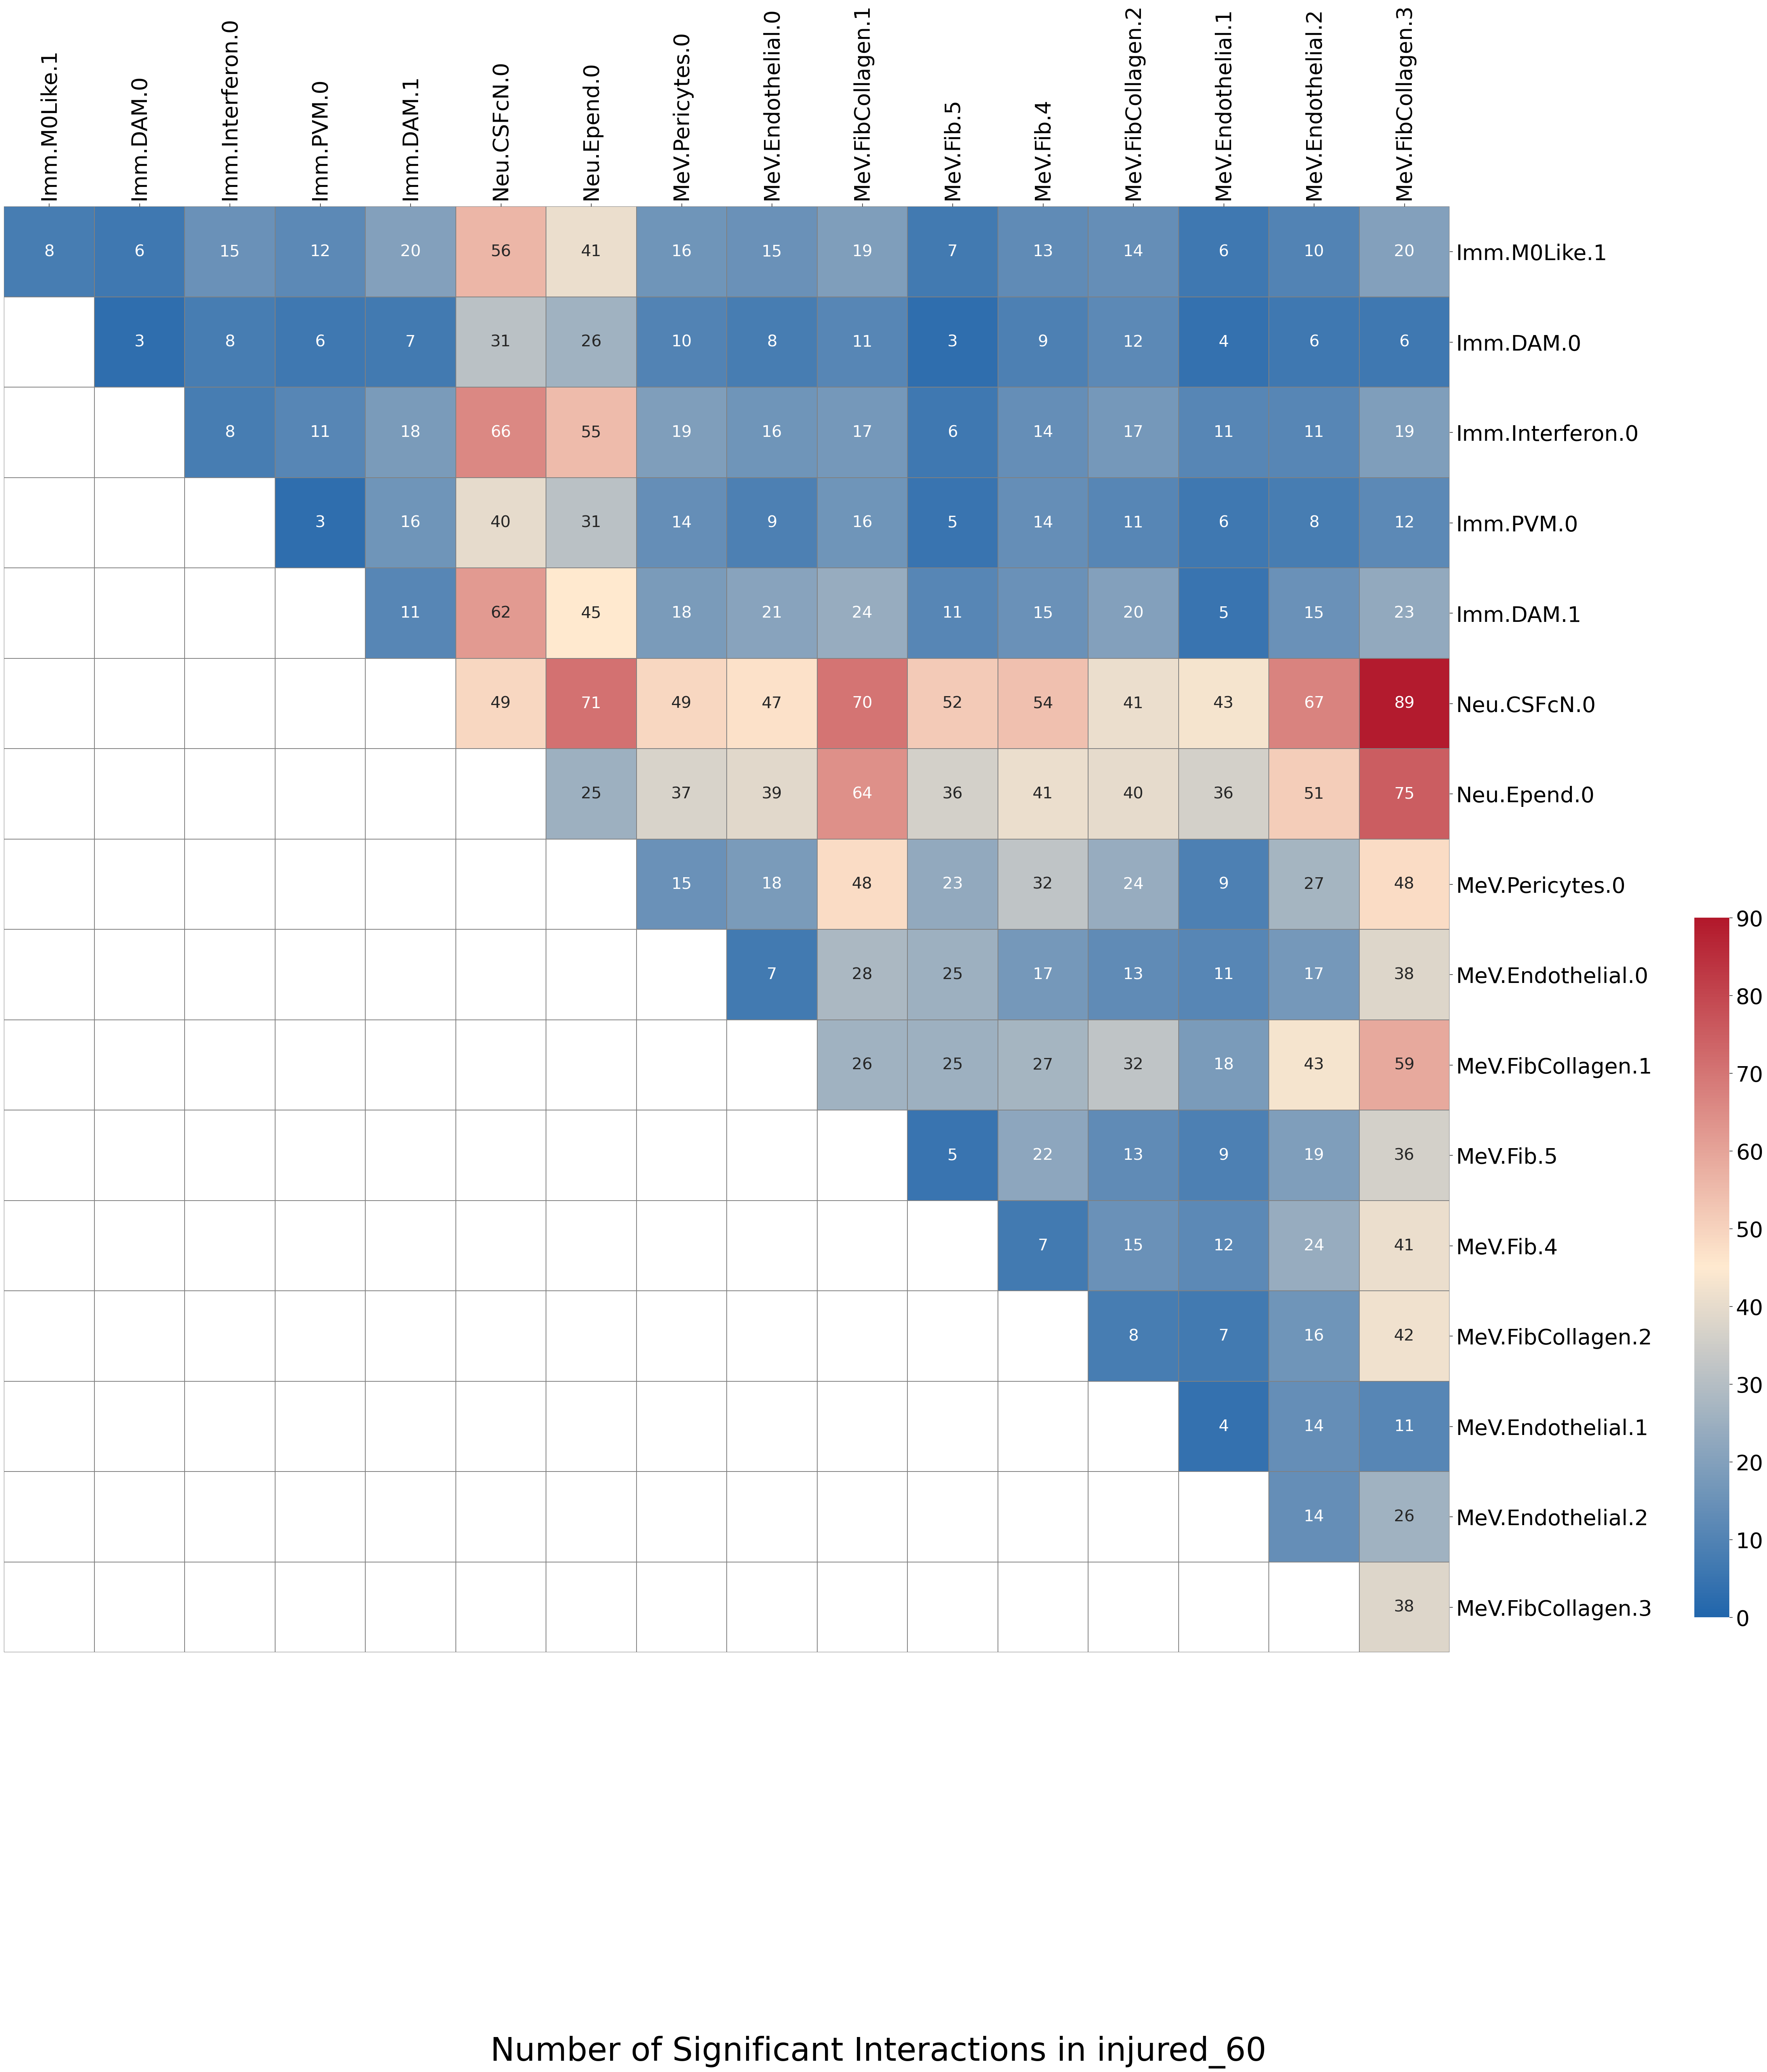 Imm.M0Like.1
Imm.DAM.0
Imm.Interferon.0
Imm.PVM.0
Imm.DAM.1
Neu.CSFcN.0
Neu.Epend.0
MeV.Pericytes.0
MeV.Endothelial.0
MeV.FibCollagen.1
MeV.Fib.5
MeV.Fib.4
MeV.FibCollagen.2
MeV.Endothelial.1
MeV.Endothelial.2
MeV.FibCollagen.3
8 6 15 12 20 56 41 16 15 19 7 13 14 6 10 20 Imm.M0Like.1
3 8 6 7 31 26 10 8 11 3 9 12 4 6 6 Imm.DAM.0
8 11 18 66 55 19 16 17 6 14 17 11 11 19 Imm.Interferon.0
3 16 40 31 14 9 16 5 14 11 6 8 12 Imm.PVM.0
11 62 45 18 21 24 11 15 20 5 15 23 Imm.DAM.1
49 71 49 47 70 52 54 41 43 67 89 Neu.CSFcN.0
25 37 39 64 36 41 40 36 51 75 Neu.Epend.0
15 18 48 23 32 24 9 27 48 MeV.Pericytes.0
7 28 25 17 13 11 17 38 MeV.Endothelial.0
26 25 27 32 18 43 59 MeV.FibCollagen.1
5 22 13 9 19 36 MeV.Fib.5
7 15 12 24 41 MeV.Fib.4
8 7 16 42 MeV.FibCollagen.2
4 14 11 MeV.Endothelial.1
14 26 MeV.Endothelial.2
38 MeV.FibCollagen.3
90
80
70
60
50
40
30
20
10
0
Number of Significant Interactions in injured_60